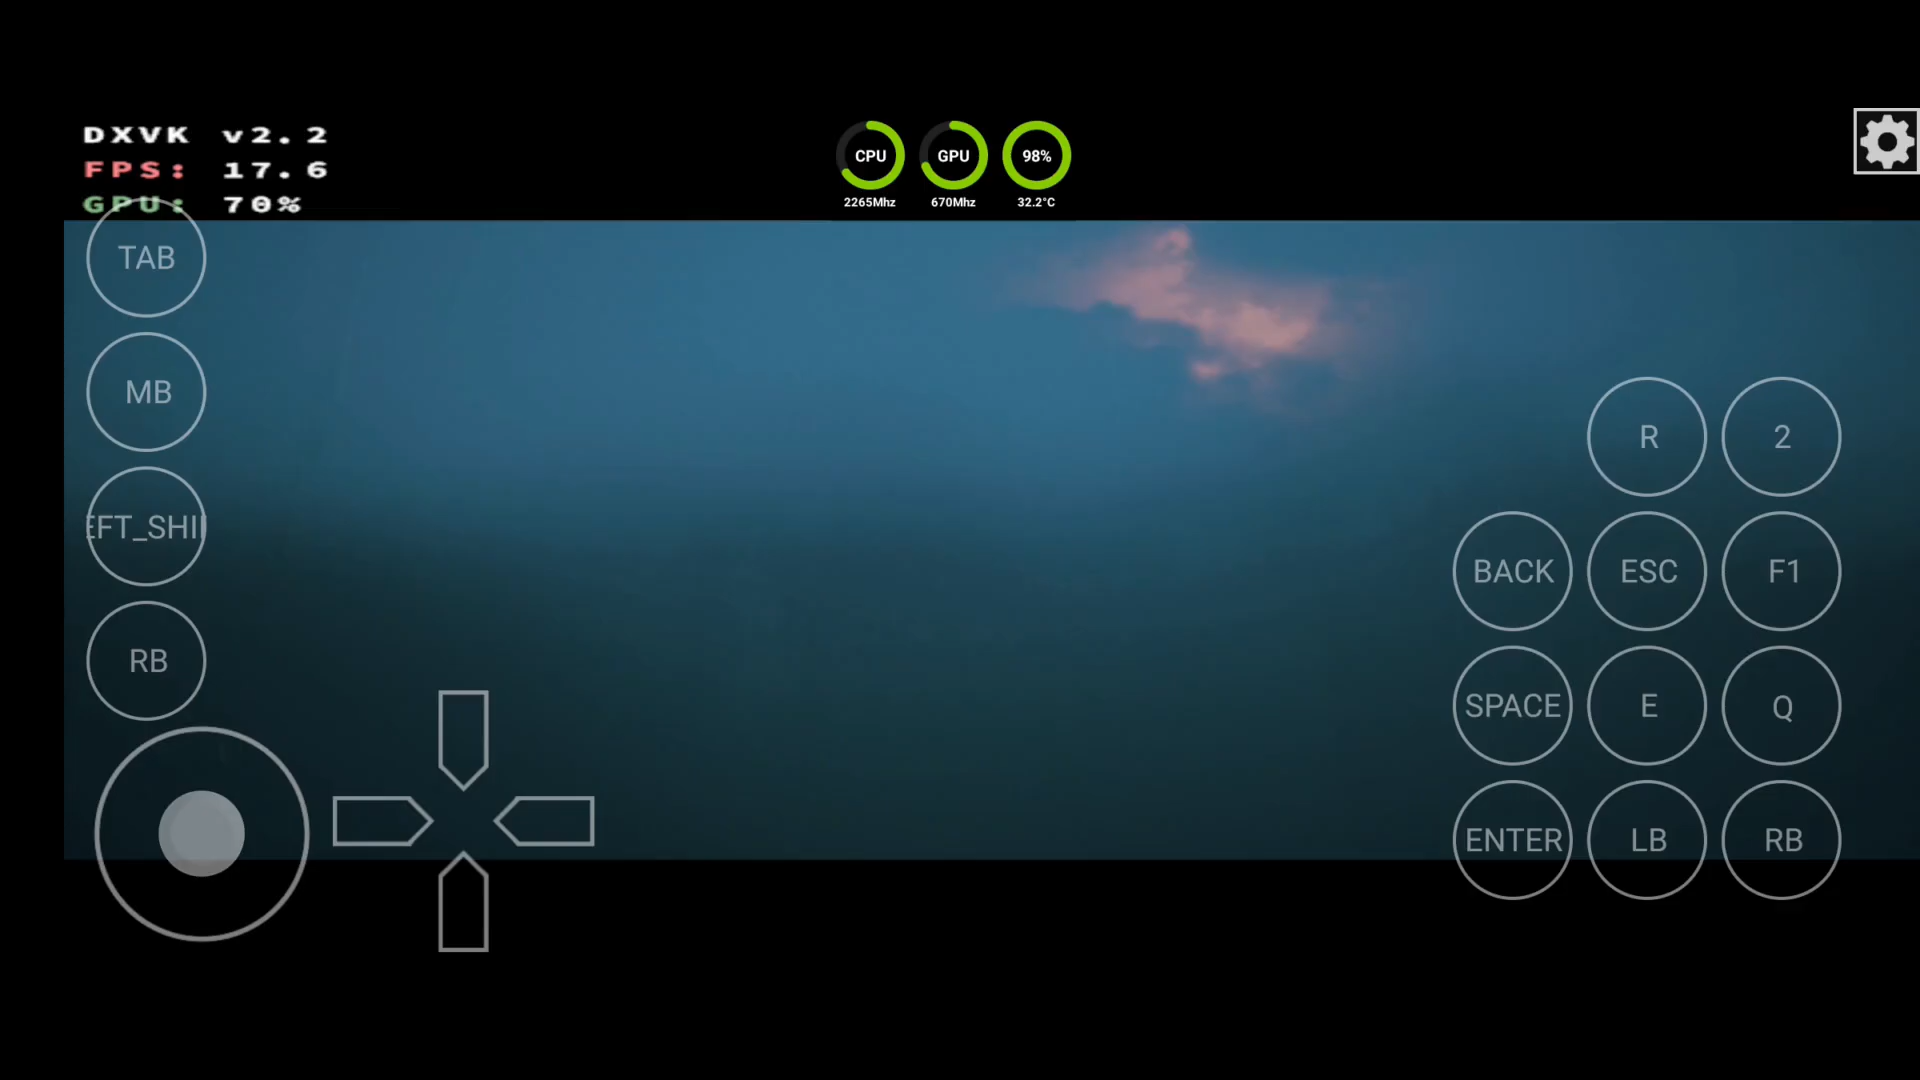 DXVK v2.2
FPS: 17.6
GPU: 70%
CPU
2265Mhz
GPU
670Mhz
98%
32.2°C
TAB
MB
EFT_SHI
RB
R
2
BACK
ESC
F1
SPACE
E
Q
ENTER
LB
RB